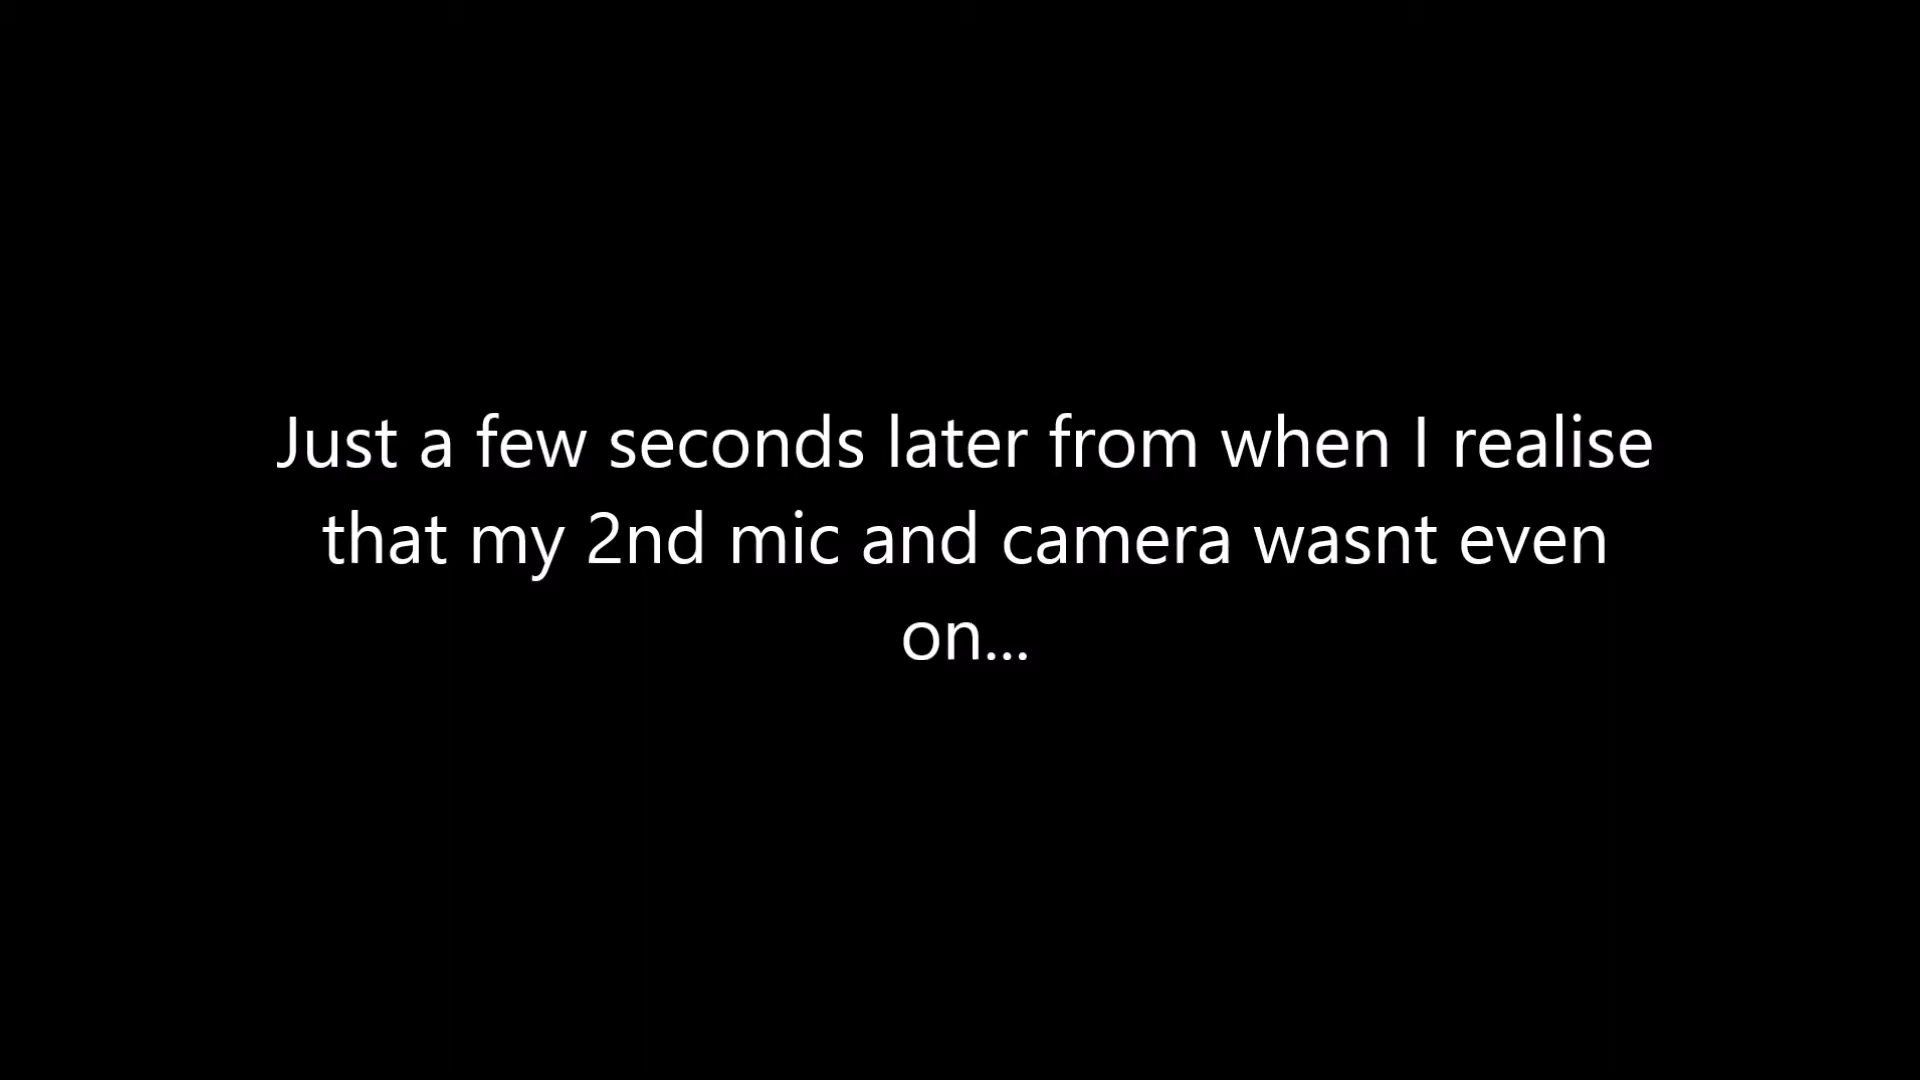 Just a few seconds later from when I realise
that my 2nd mic and camera wasnt even
on...